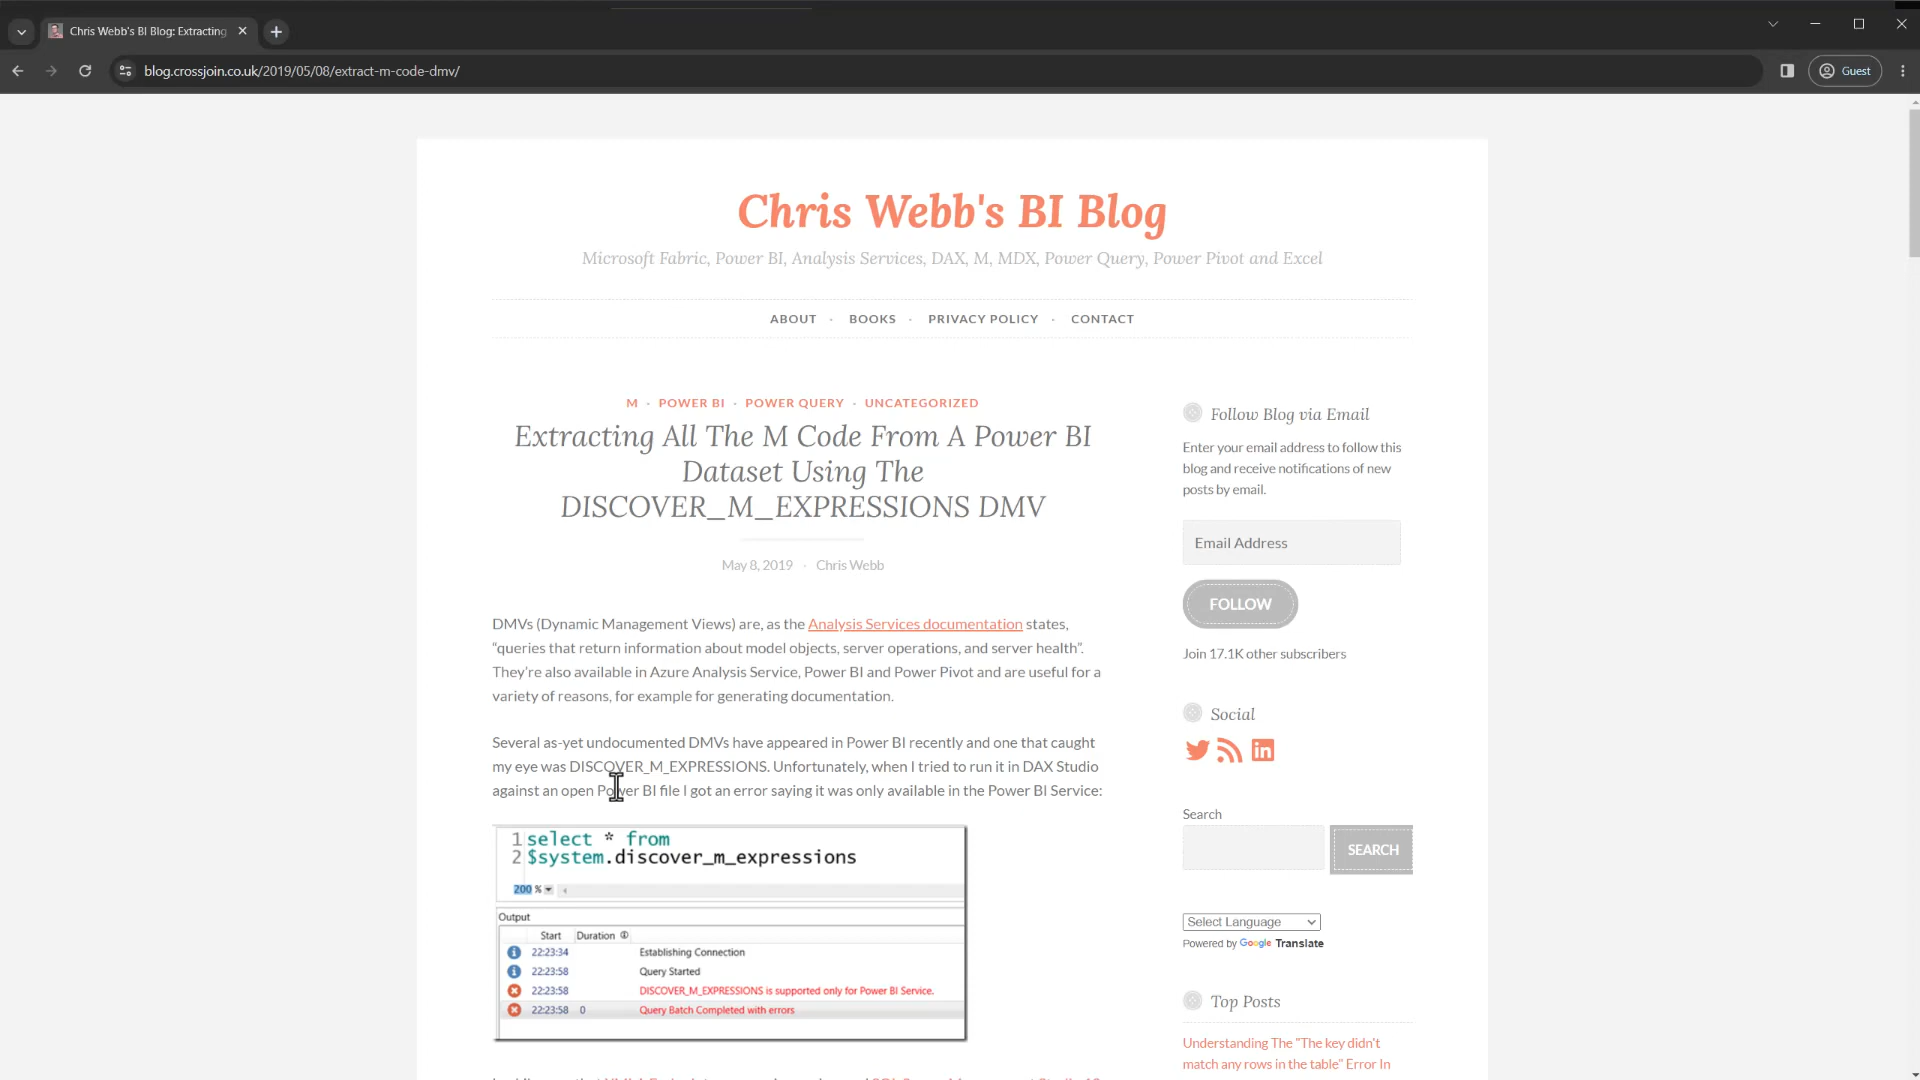 Chris Webb's BI Blog: Extracting
blog.crossjoin.co.uk/2019/05/08/extract-m-code-dmv/
Guest
Chris Webb's BI Blog
Microsoft Fabric, Power BI, Analysis Services, DAX, M, MDX, Power Query, Power Pivot and Excel
ABOUT · BOOKS · PRIVACY POLICY · CONTACT
M · POWER BI · POWER QUERY · UNCATEGORIZED
Extracting All The M Code From A Power BI
Dataset Using The
DISCOVER_M_EXPRESSIONS DMV
May 8, 2019 · Chris Webb
DMVs (Dynamic Management Views) are, as the Analysis Services documentation states,
“queries that return information about model objects, server operations, and server health”.
They’re also available in Azure Analysis Service, Power BI and Power Pivot and are useful for a
variety of reasons, for example for generating documentation.
Several as-yet undocumented DMVs have appeared in Power BI recently and one that caught
my eye was DISCOVER_M_EXPRESSIONS. Unfortunately, when I tried to run it in DAX Studio
against an open Power BI file I got an error saying it was only available in the Power BI Service:
1 select * from
2 $system.discover_m_expressions
200 %
Output
Start Duration
22:23:34 Establishing Connection
22:23:58 Query Started
22:23:58 DISCOVER_M_EXPRESSIONS is supported only for Power BI Service.
22:23:58 0 Query Batch Completed with errors
Follow Blog via Email
Enter your email address to follow this
blog and receive notifications of new
posts by email.
Email Address
FOLLOW
Join 17.1K other subscribers
Social
Search
SEARCH
Select Language
Powered by Google Translate
Top Posts
Understanding The "The key didn't
match any rows in the table" Error In